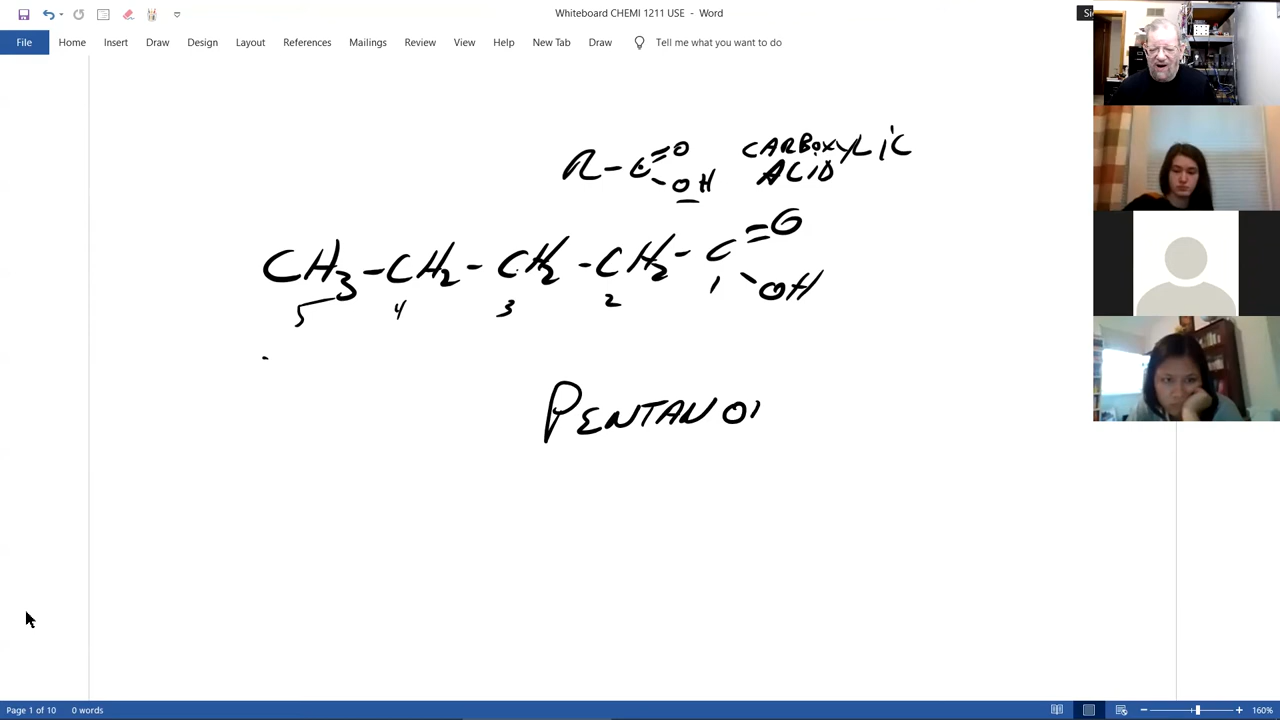 Whiteboard CHEMI 1211 USE - Word
Si
File Home Insert Draw Design Layout References Mailings Review View Help New Tab Draw Tell me what you want to do
R-C=O CARBOXYLIC
OH ACID
CH3-CH2-CH2-CH2-C=O
OH
5 4 3 2 1
PENTANOI
Page 1 of 10 0 words 160%